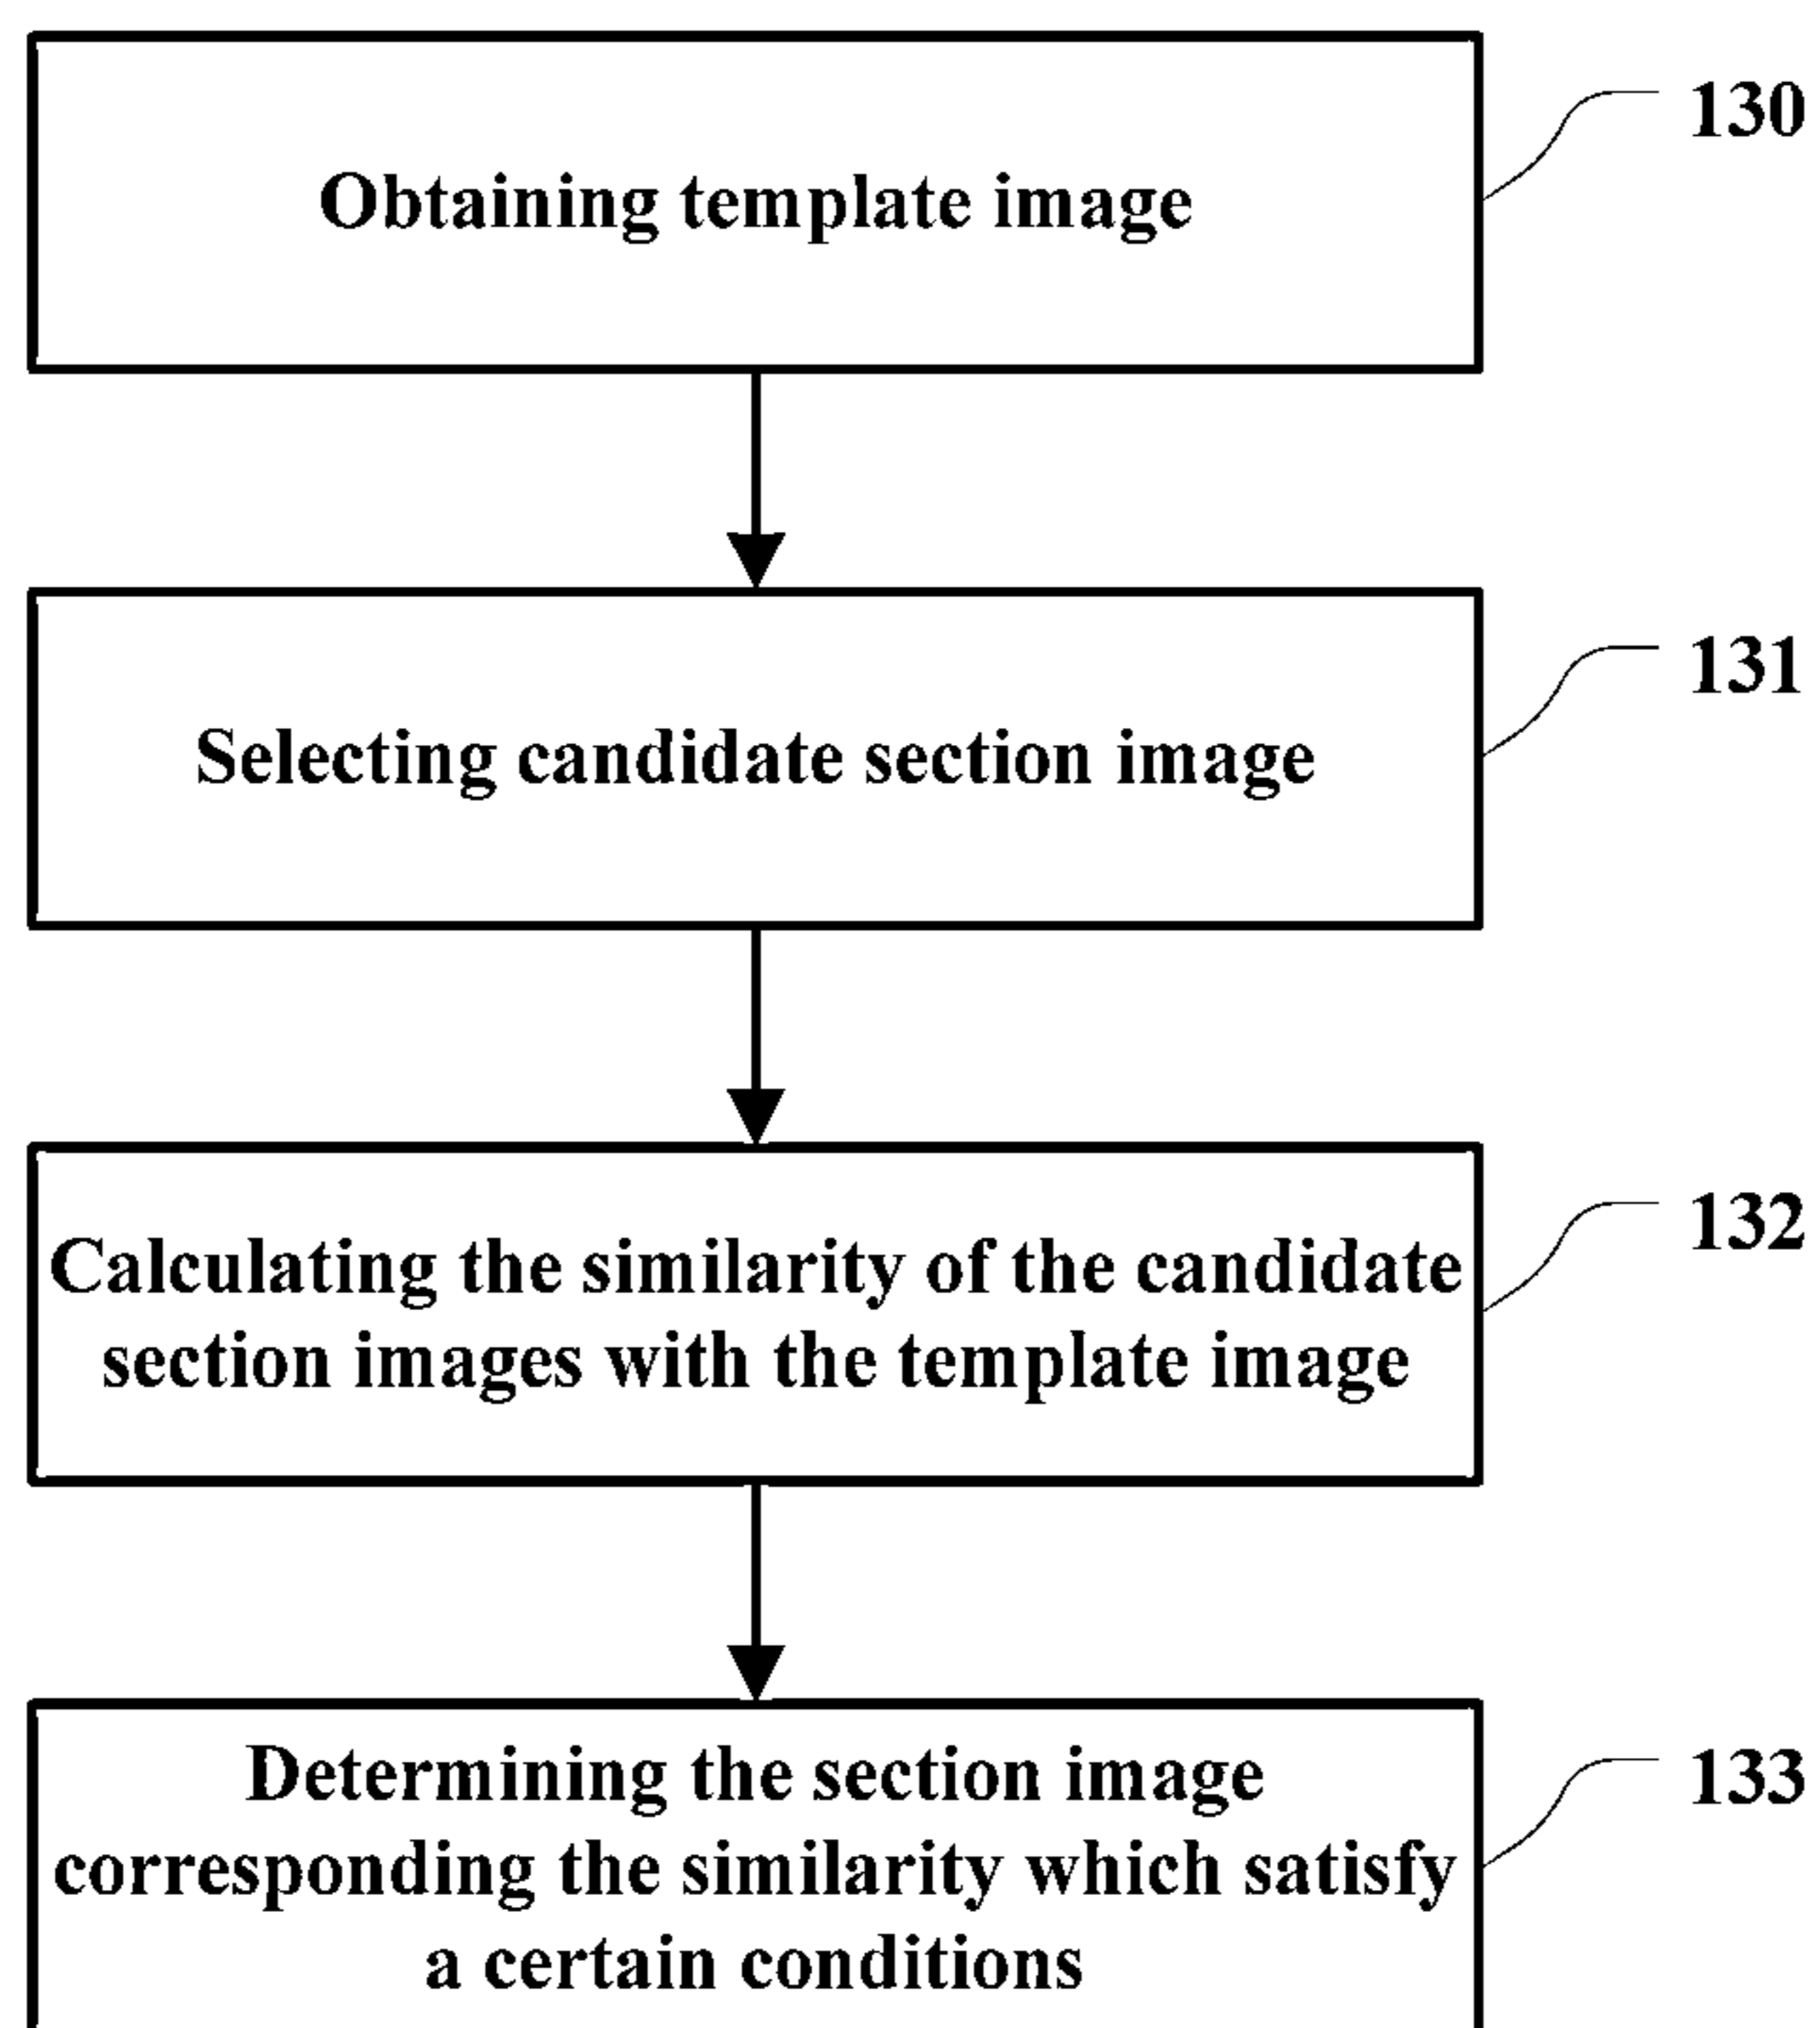 Obtaining template image
130
Selecting candidate section image
131
Calculating the similarity of the candidate
section images with the template image
132
Determining the section image
corresponding the similarity which satisfy
a certain conditions
133